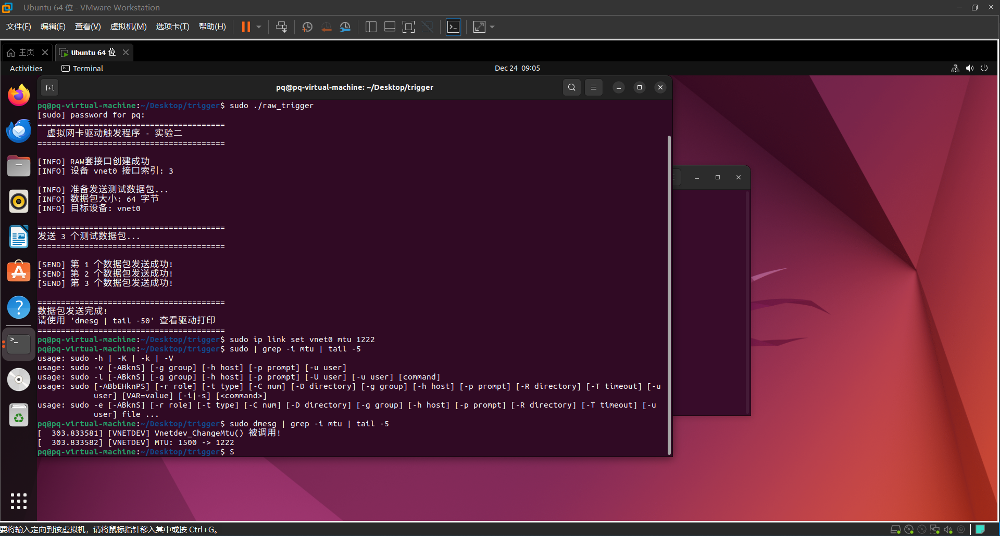 Ubuntu 64 位 - VMware Workstation
文件(F) 编辑(E) 查看(V) 虚拟机(M) 选项卡(T) 帮助(H)
主页 Ubuntu 64 位
Activities Terminal Dec 24 09:05
pq@pq-virtual-machine: ~/Desktop/trigger
pq@pq-virtual-machine:~/Desktop/trigger$ sudo ./raw_trigger
[sudo] password for pq:
========================================
虚拟网卡驱动触发程序 - 实验二
========================================
[INFO] RAW套接口创建成功
[INFO] 设备 vnet0 接口索引: 3
[INFO] 准备发送测试数据包...
[INFO] 数据包大小: 64 字节
[INFO] 目标设备: vnet0
========================================
发送 3 个测试数据包...
========================================
[SEND] 第 1 个数据包发送成功!
[SEND] 第 2 个数据包发送成功!
[SEND] 第 3 个数据包发送成功!
========================================
数据包发送完成!
请使用 'dmesg | tail -50' 查看驱动打印
========================================
pq@pq-virtual-machine:~/Desktop/trigger$ sudo ip link set vnet0 mtu 1222
pq@pq-virtual-machine:~/Desktop/trigger$ sudo | grep -i mtu | tail -5
usage: sudo -h | -K | -k | -V
usage: sudo -v [-ABknS] [-g group] [-h host] [-p prompt] [-u user]
usage: sudo -l [-ABknS] [-g group] [-h host] [-p prompt] [-U user] [-u user] [command]
usage: sudo [-ABbEHknPS] [-r role] [-t type] [-C num] [-D directory] [-g group] [-h host] [-p prompt] [-R directory] [-T timeout] [-u
user] [VAR=value] [-i|-s] [<command>]
usage: sudo -e [-ABknS] [-r role] [-t type] [-C num] [-D directory] [-g group] [-h host] [-p prompt] [-R directory] [-T timeout] [-u
user] file ...
pq@pq-virtual-machine:~/Desktop/trigger$ sudo dmesg | grep -i mtu | tail -5
[  303.833581] [VNETDEV] Vnetdev_ChangeMtu() 被调用!
[  303.833582] [VNETDEV] MTU: 1500 -> 1222
pq@pq-virtual-machine:~/Desktop/trigger$ S
要将输入定向到该虚拟机，请将鼠标指针移入其中或按 Ctrl+G。